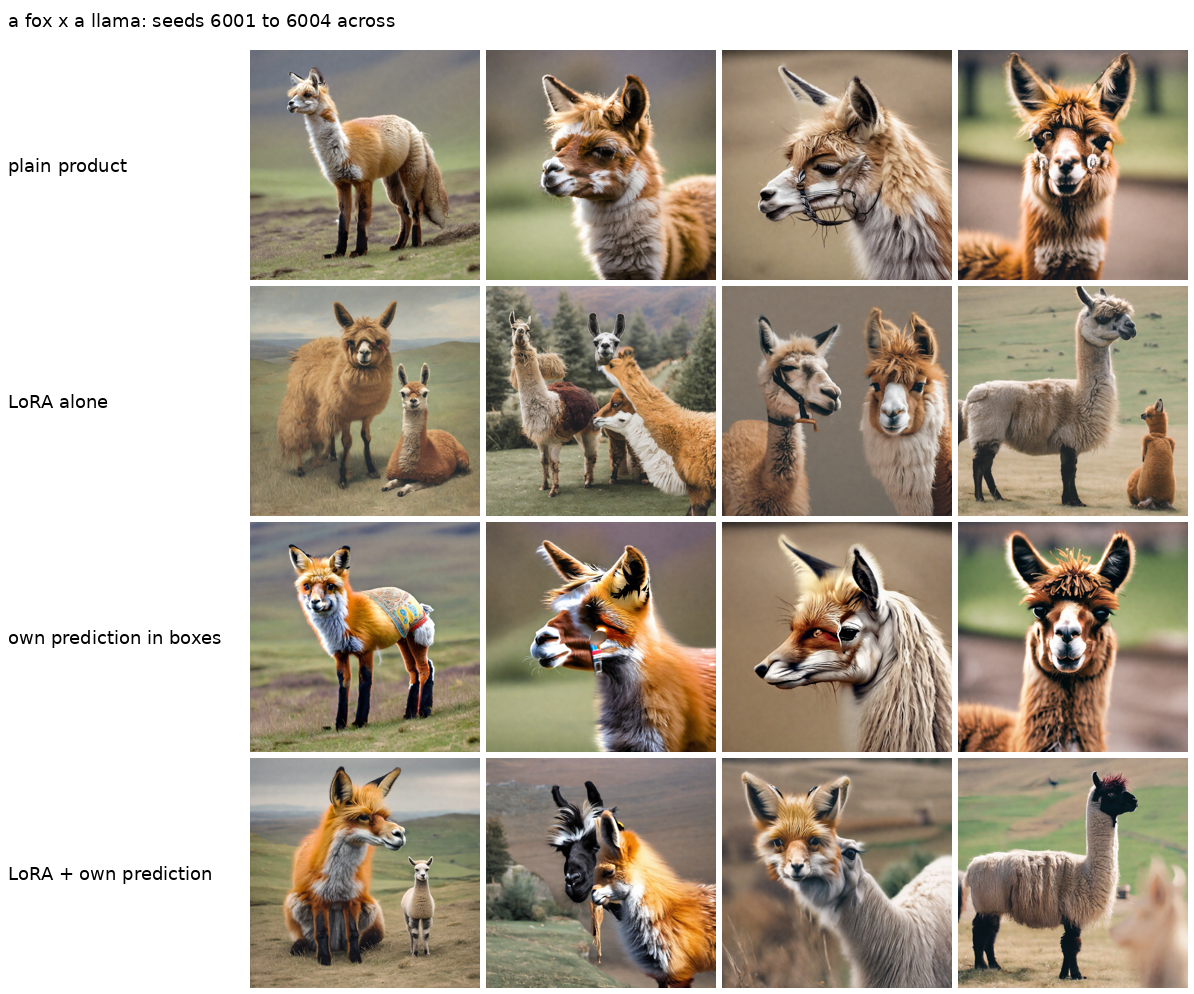 a fox x a llama: seeds 6001 to 6004 across
plain product
LoRA alone
own prediction in boxes
LoRA + own prediction